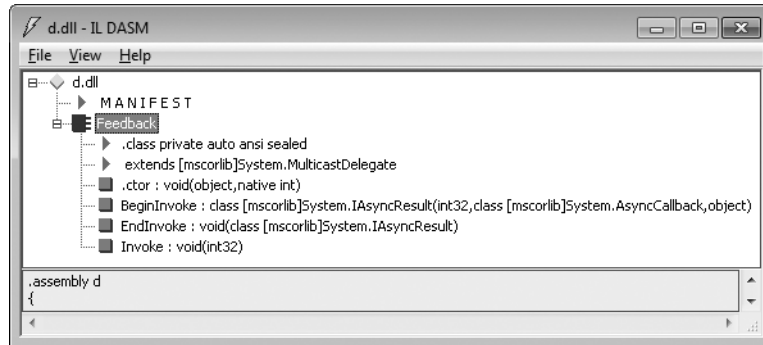 d.dll - IL DASM
File View Help
d.dll
MANIFEST
Feedback
.class private auto ansi sealed
extends [mscorlib]System.MulticastDelegate
.ctor : void(object,native int)
BeginInvoke : class [mscorlib]System.IAsyncResult(int32,class [mscorlib]System.AsyncCallback,object)
EndInvoke : void(class [mscorlib]System.IAsyncResult)
Invoke : void(int32)
.assembly d
{